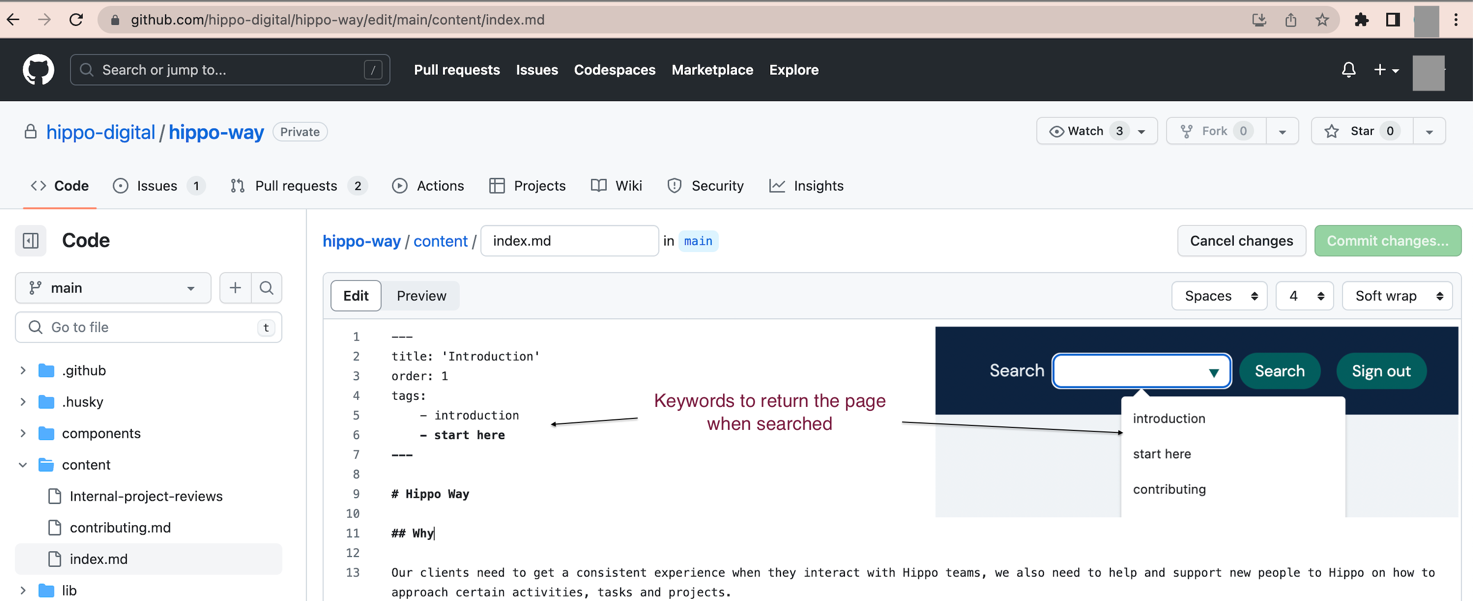 github.com/hippo-digital/hippo-way/edit/main/content/index.md
Search or jump to... /
Pull requests Issues Codespaces Marketplace Explore
hippo-digital / hippo-way Private
Watch 3 Fork 0 Star 0
Code Issues 1 Pull requests 2 Actions Projects Wiki Security Insights
Code
hippo-way / content / index.md in main
Cancel changes Commit changes...
main
Go to file t
.github
.husky
components
content
Internal-project-reviews
contributing.md
index.md
lib
Edit Preview
Spaces 4 Soft wrap
1 ---
2 title: 'Introduction'
3 order: 1
4 tags:
5 - introduction
6 - start here
7 ---
8
9 # Hippo Way
10
11 ## Why
12
13 Our clients need to get a consistent experience when they interact with Hippo teams, we also need to help and support new people to Hippo on how to
approach certain activities, tasks and projects.
Keywords to return the page
when searched
Search Search Sign out
introduction
start here
contributing